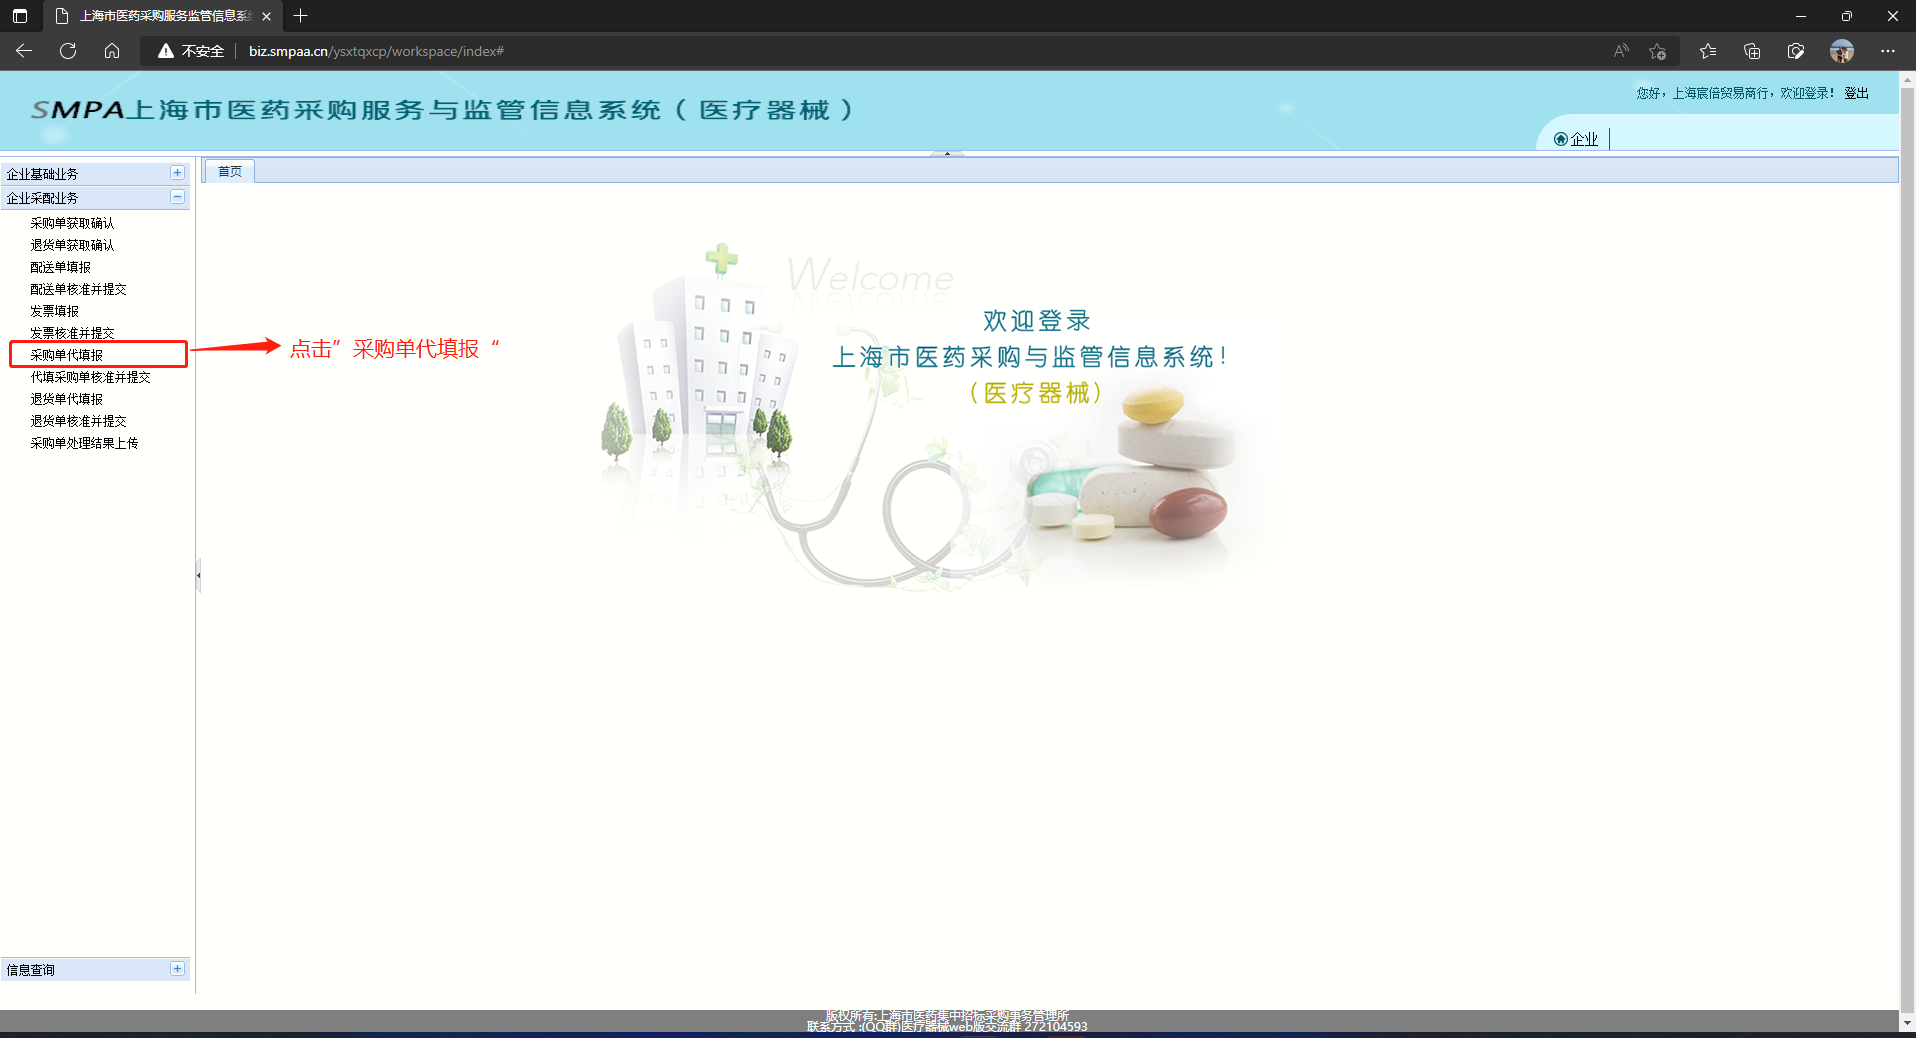 上海市医药采购服务监管信息系
不安全
biz.smpaa.cn/ysxtqxcp/workspace/index#
SMPA上海市医药采购服务与监管信息系统（医疗器械）
您好，上海宸倍贸易商行，欢迎登录！ 登出
企业
企业基础业务
首页
企业采配业务
采购单获取确认
退货单获取确认
配送单填报
配送单核准并提交
发票填报
发票核准并提交
采购单代填报
代填采购单核准并提交
退货单代填报
退货单核准并提交
采购单处理结果上传
点击”采购单代填报“
Welcome
欢迎登录
上海市医药采购与监管信息系统！
（医疗器械）
信息查询
版权所有:上海市医药集中招标采购事务管理所
联系方式 :(QQ群)医疗器械web版交流群 272104593